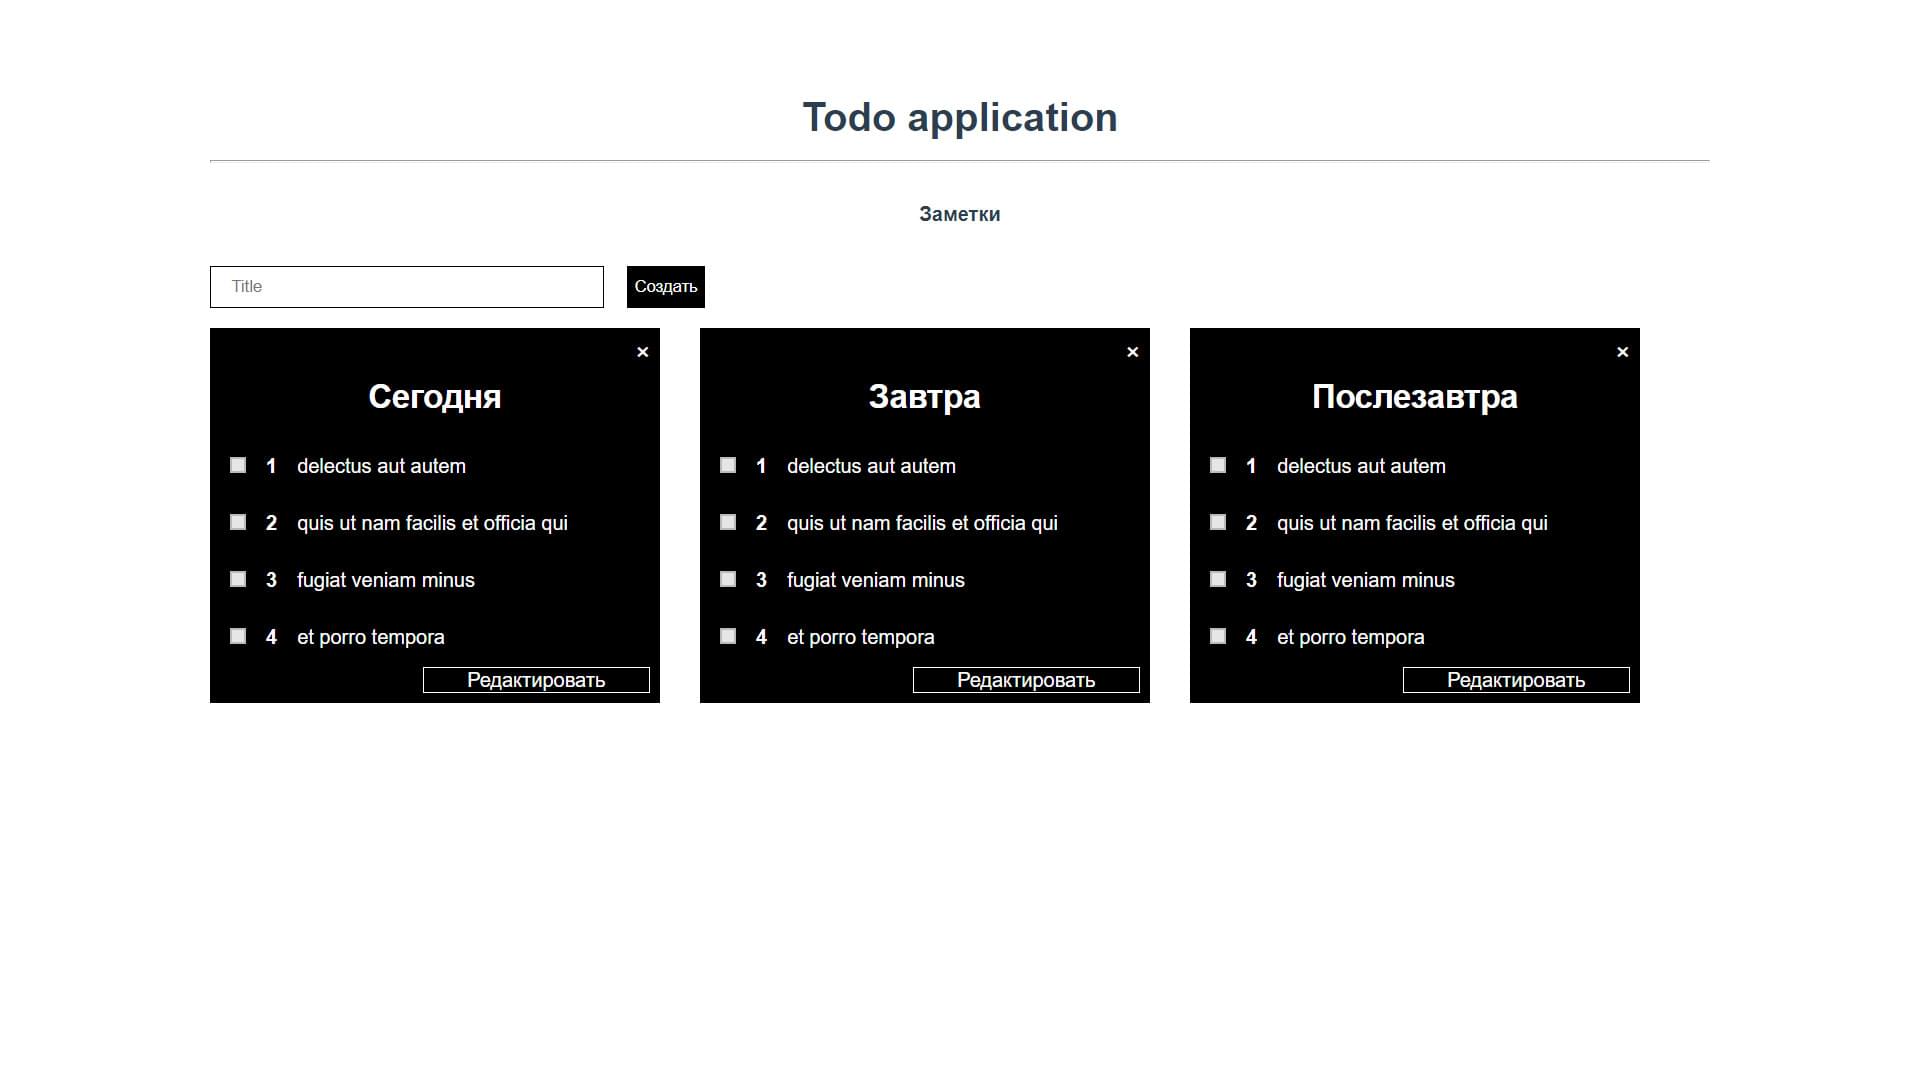 Todo application
Заметки
Title
Создать
×
Сегодня
1 delectus aut autem
2 quis ut nam facilis et officia qui
3 fugiat veniam minus
4 et porro tempora
Редактировать
×
Завтра
1 delectus aut autem
2 quis ut nam facilis et officia qui
3 fugiat veniam minus
4 et porro tempora
Редактировать
×
Послезавтра
1 delectus aut autem
2 quis ut nam facilis et officia qui
3 fugiat veniam minus
4 et porro tempora
Редактировать